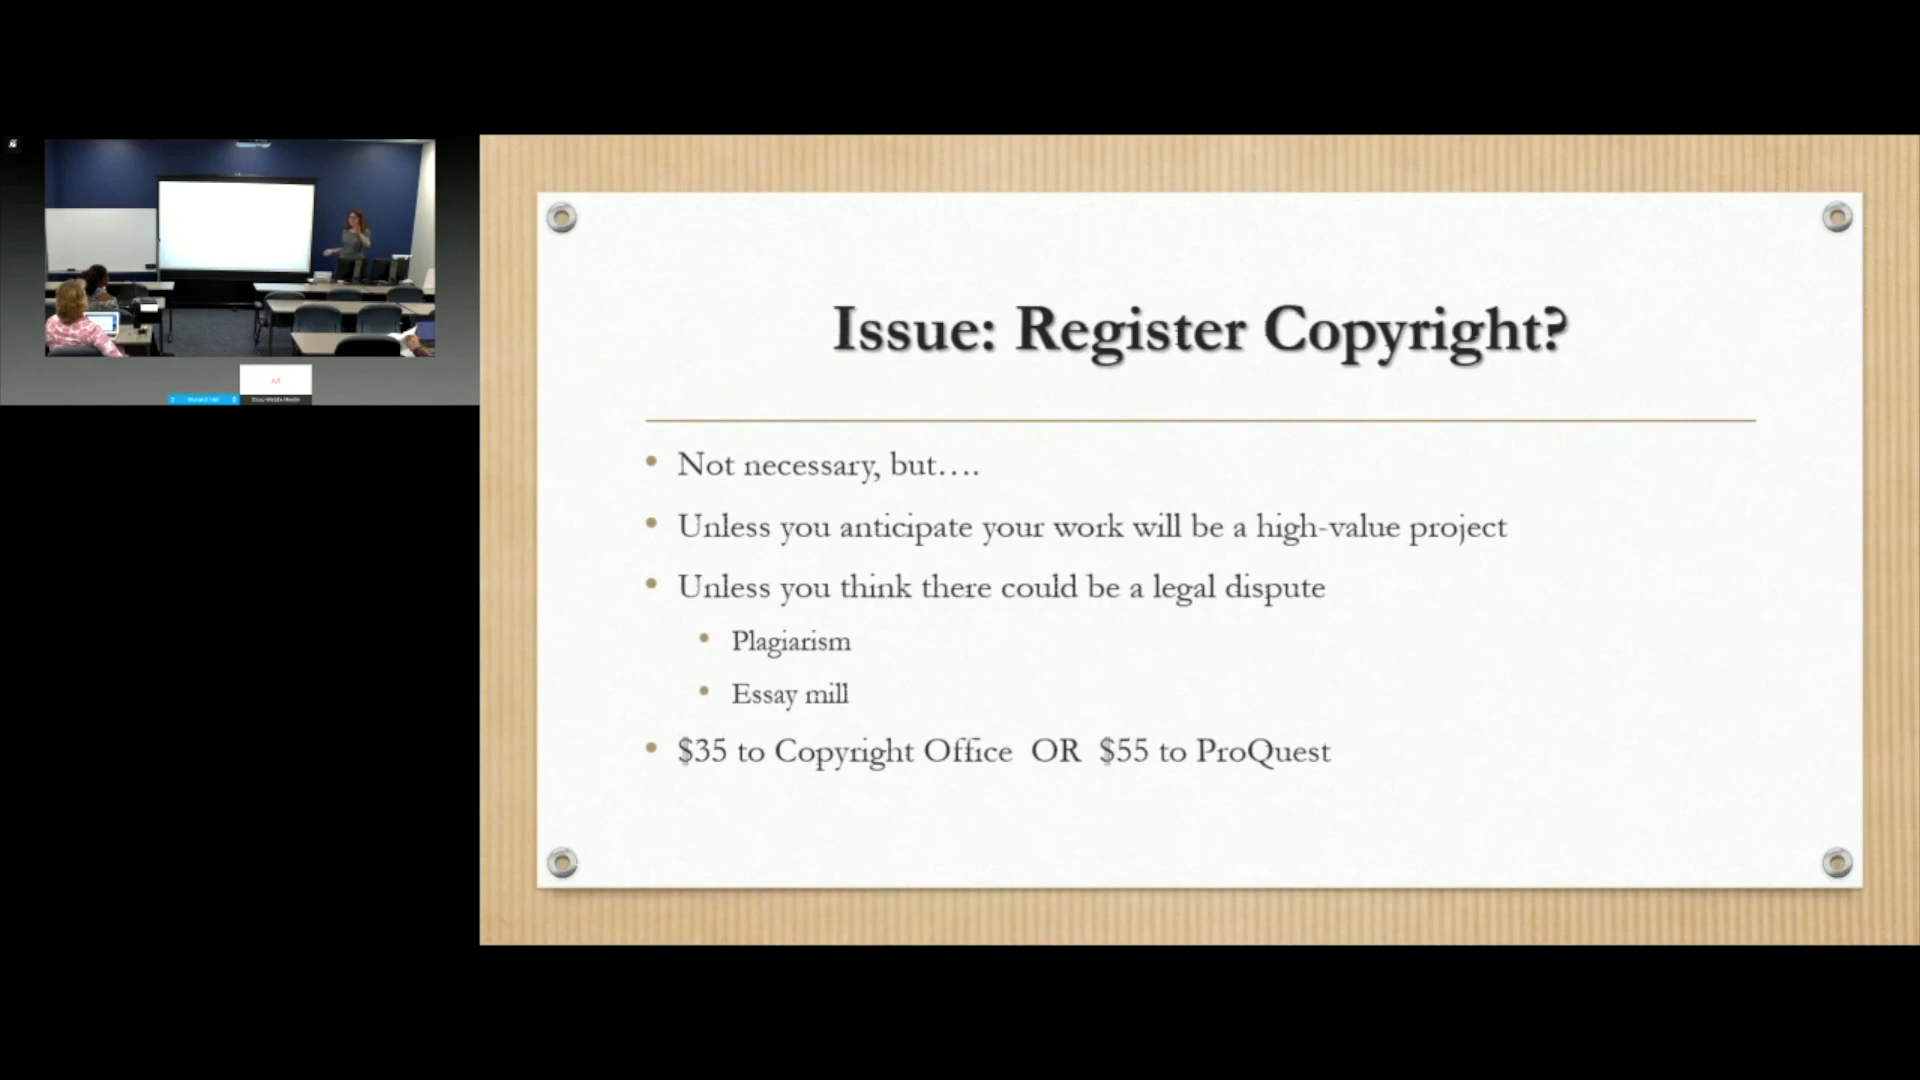 Issue: Register Copyright?
Not necessary, but….
Unless you anticipate your work will be a high-value project
Unless you think there could be a legal dispute
Plagiarism
Essay mill
$35 to Copyright Office OR $55 to ProQuest